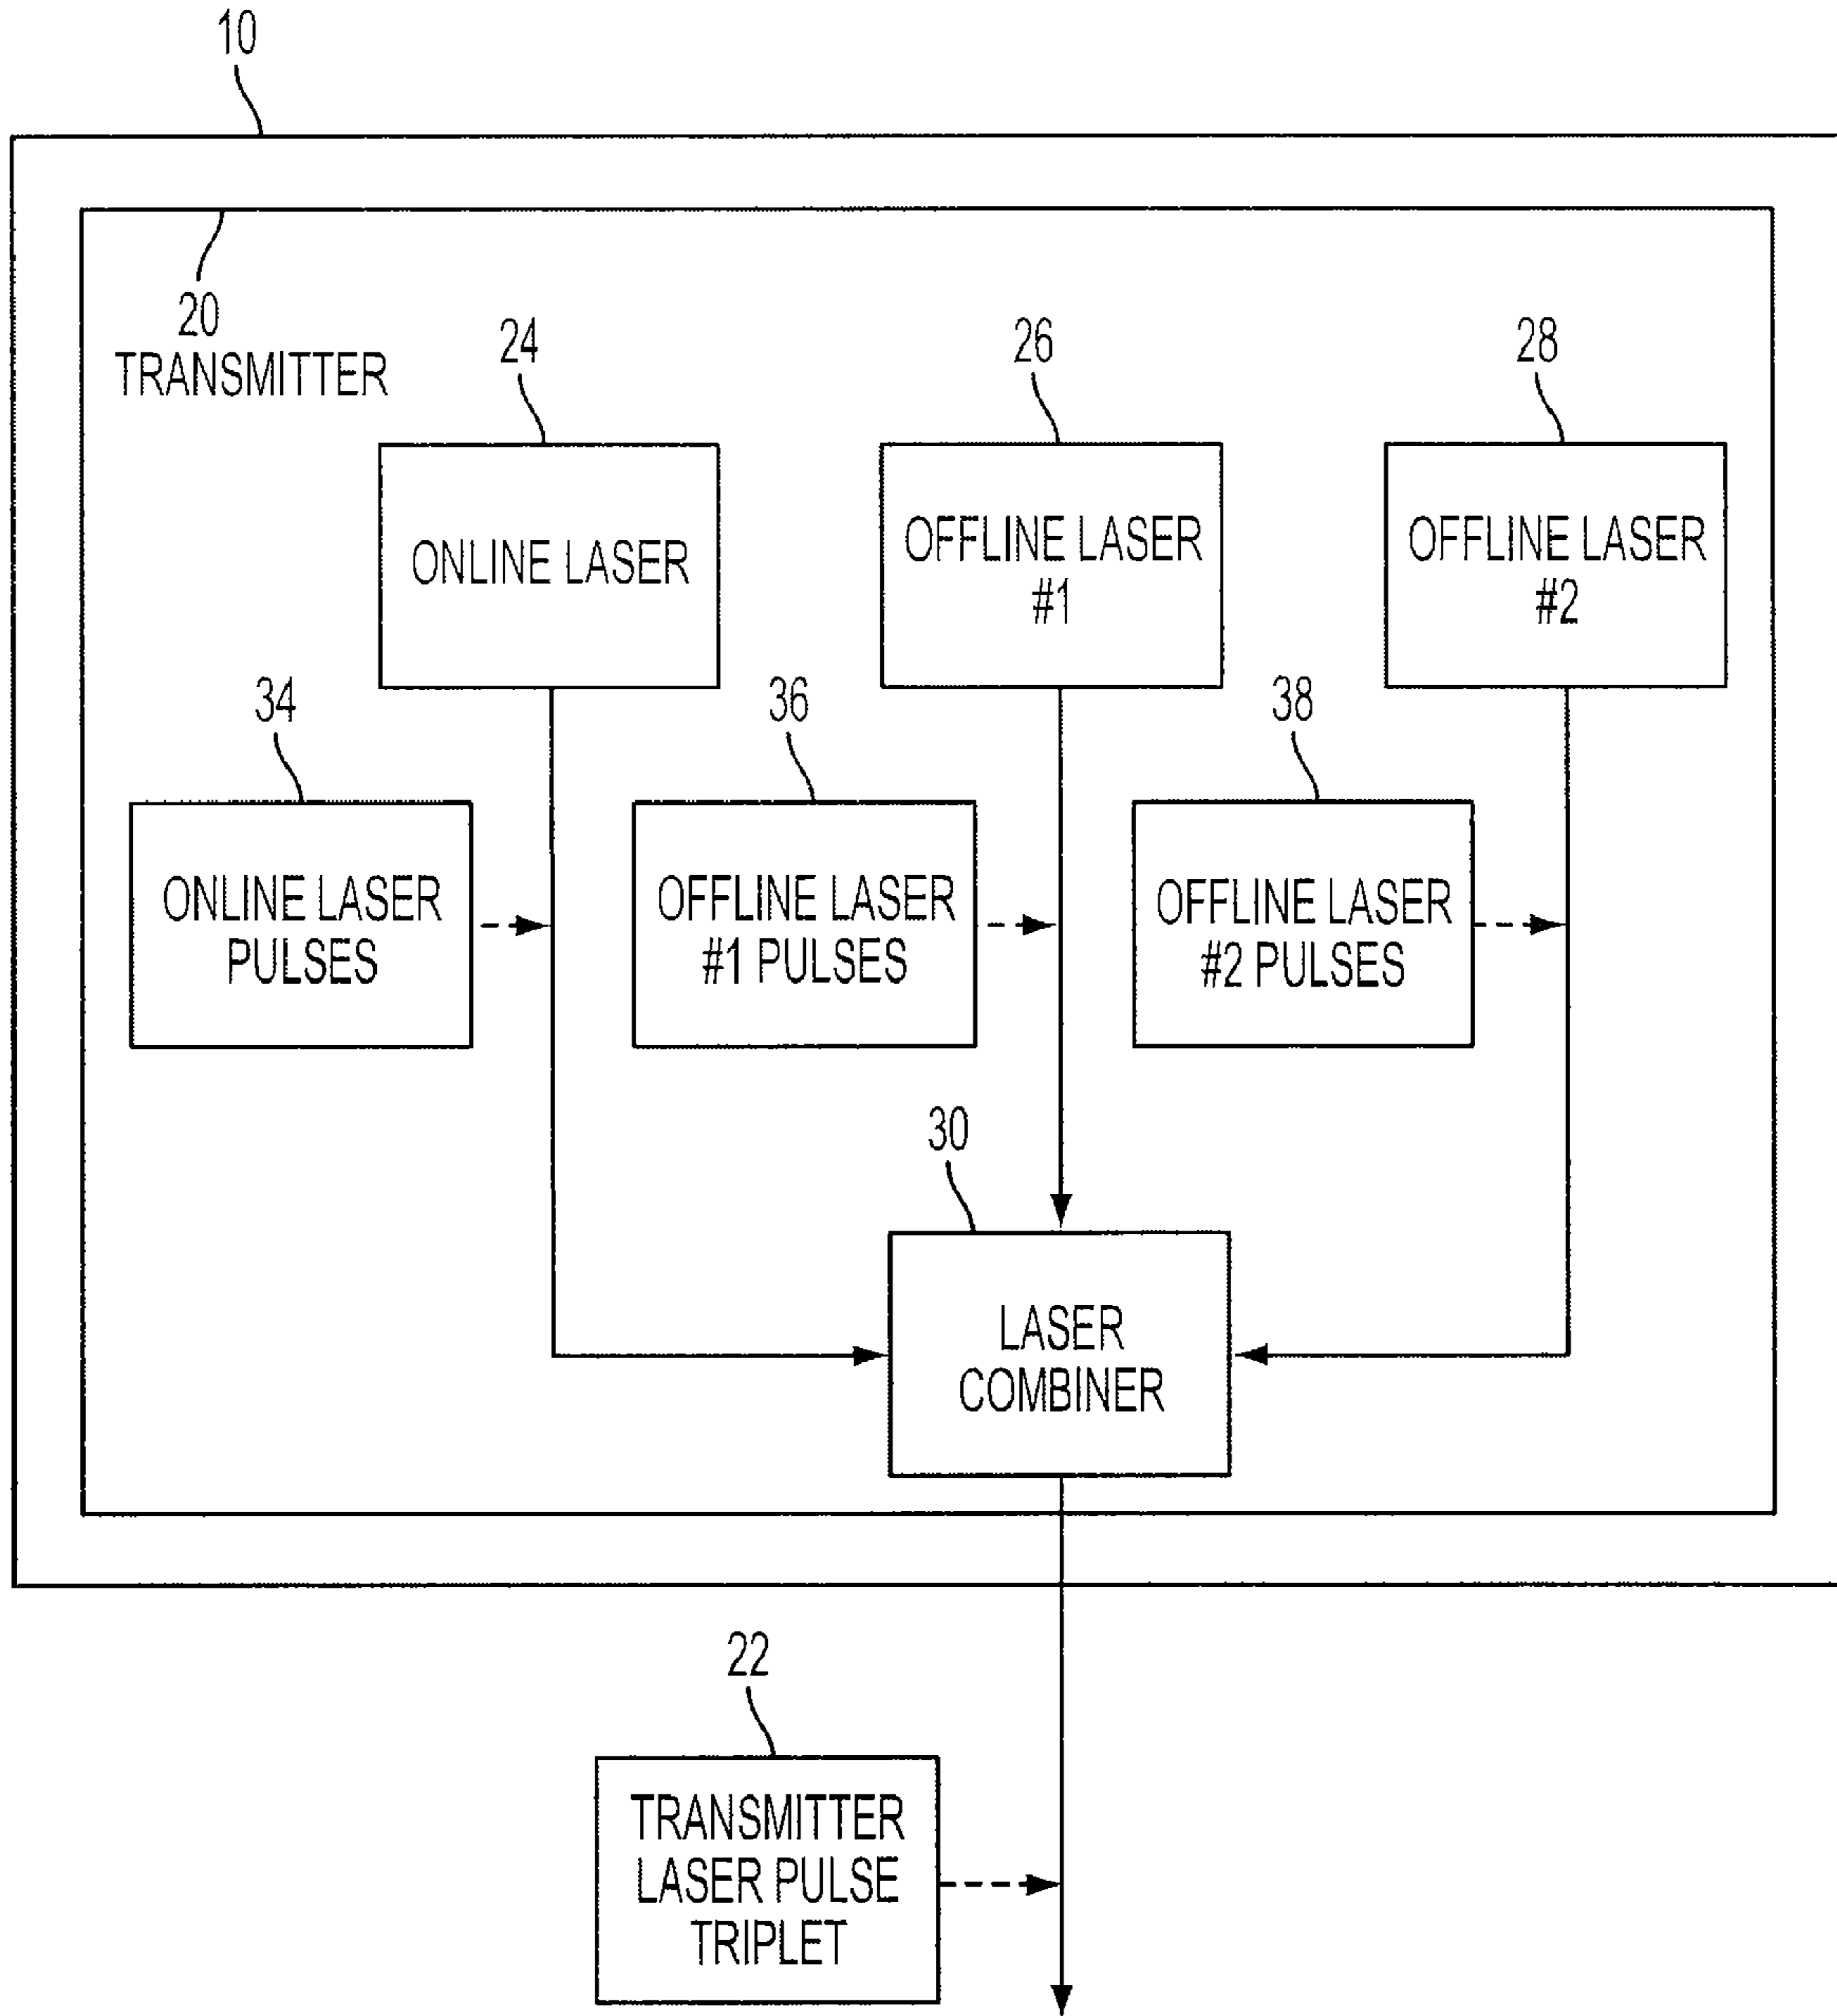 10
20
TRANSMITTER
24
26
28
ONLINE LASER
OFFLINE LASER
#1
OFFLINE LASER
#2
34
36
38
ONLINE LASER
PULSES
OFFLINE LASER
#1 PULSES
OFFLINE LASER
#2 PULSES
30
LASER
COMBINER
22
TRANSMITTER
LASER PULSE
TRIPLET